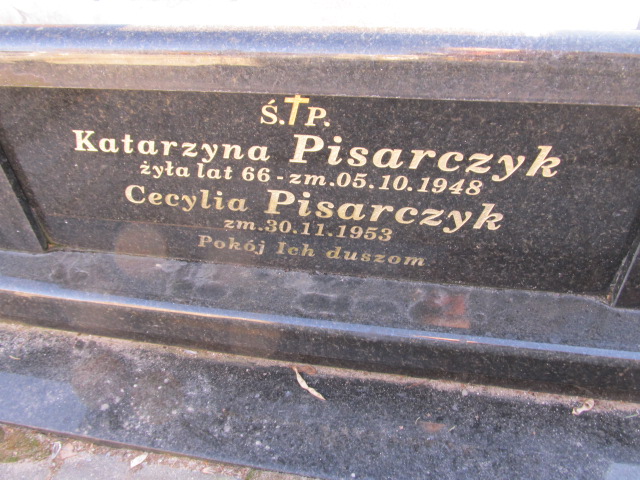 Ś.✝P.
Katarzyna Pisarczyk
żyła lat 66 - zm. 05.10.1948
Cecylia Pisarczyk
zm. 30.11.1953
Pokój Ich duszom